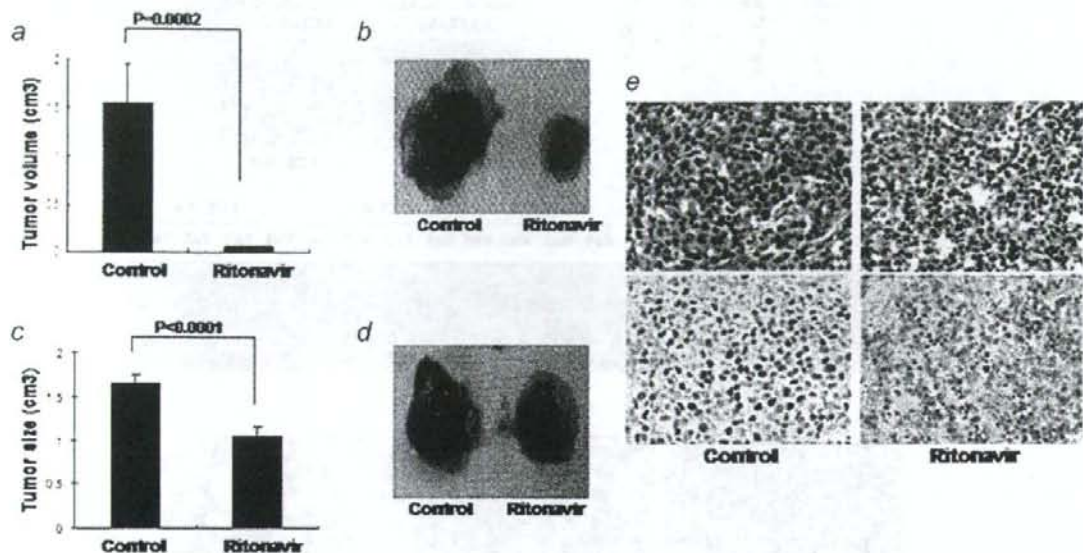 a
P=0.0002
Tumor volume (cm3)
Control
Ritonavir
b
Control
Ritonavir
c
P<0.0001
Tumor size (cm3)
2
1.5
1
0.5
0
Control
Ritonavir
d
Control
Ritonavir
e
Control
Ritonavir